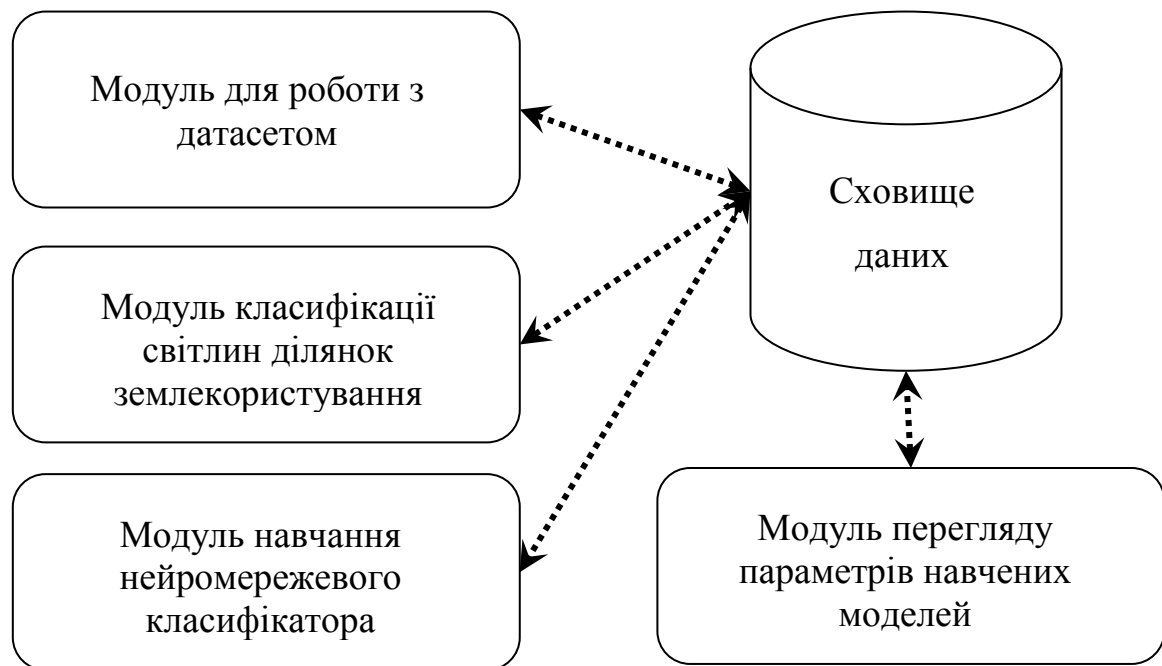 Модуль для роботи з
датасетом
Сховище
даних
Модуль класифікації
світлин ділянок
землекористування
Модуль навчання
нейромережевого
класифікатора
Модуль перегляду
параметрів навчених
моделей